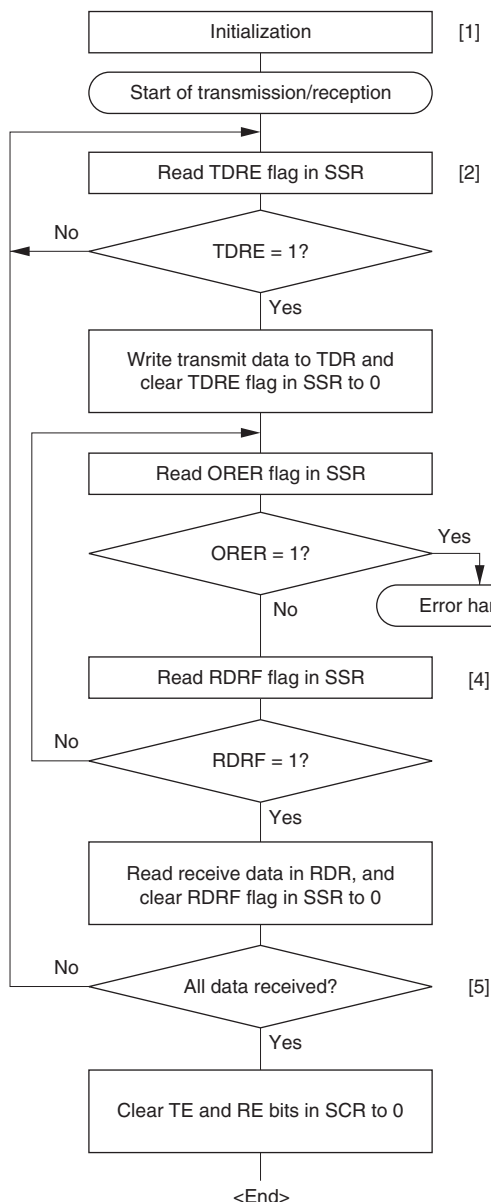 Initialization [1]
Start of transmission/reception
Read TDRE flag in SSR [2]
No
TDRE = 1?
Yes
Write transmit data to TDR and
clear TDRE flag in SSR to 0
Read ORER flag in SSR
Yes
ORER = 1?
No
Error
Read RDRF flag in SSR [4]
No
RDRF = 1?
Yes
Read receive data in RDR, and
clear RDRF flag in SSR to 0
No
All data received? [5]
Yes
Clear TE and RE bits in SCR to 0
<End>